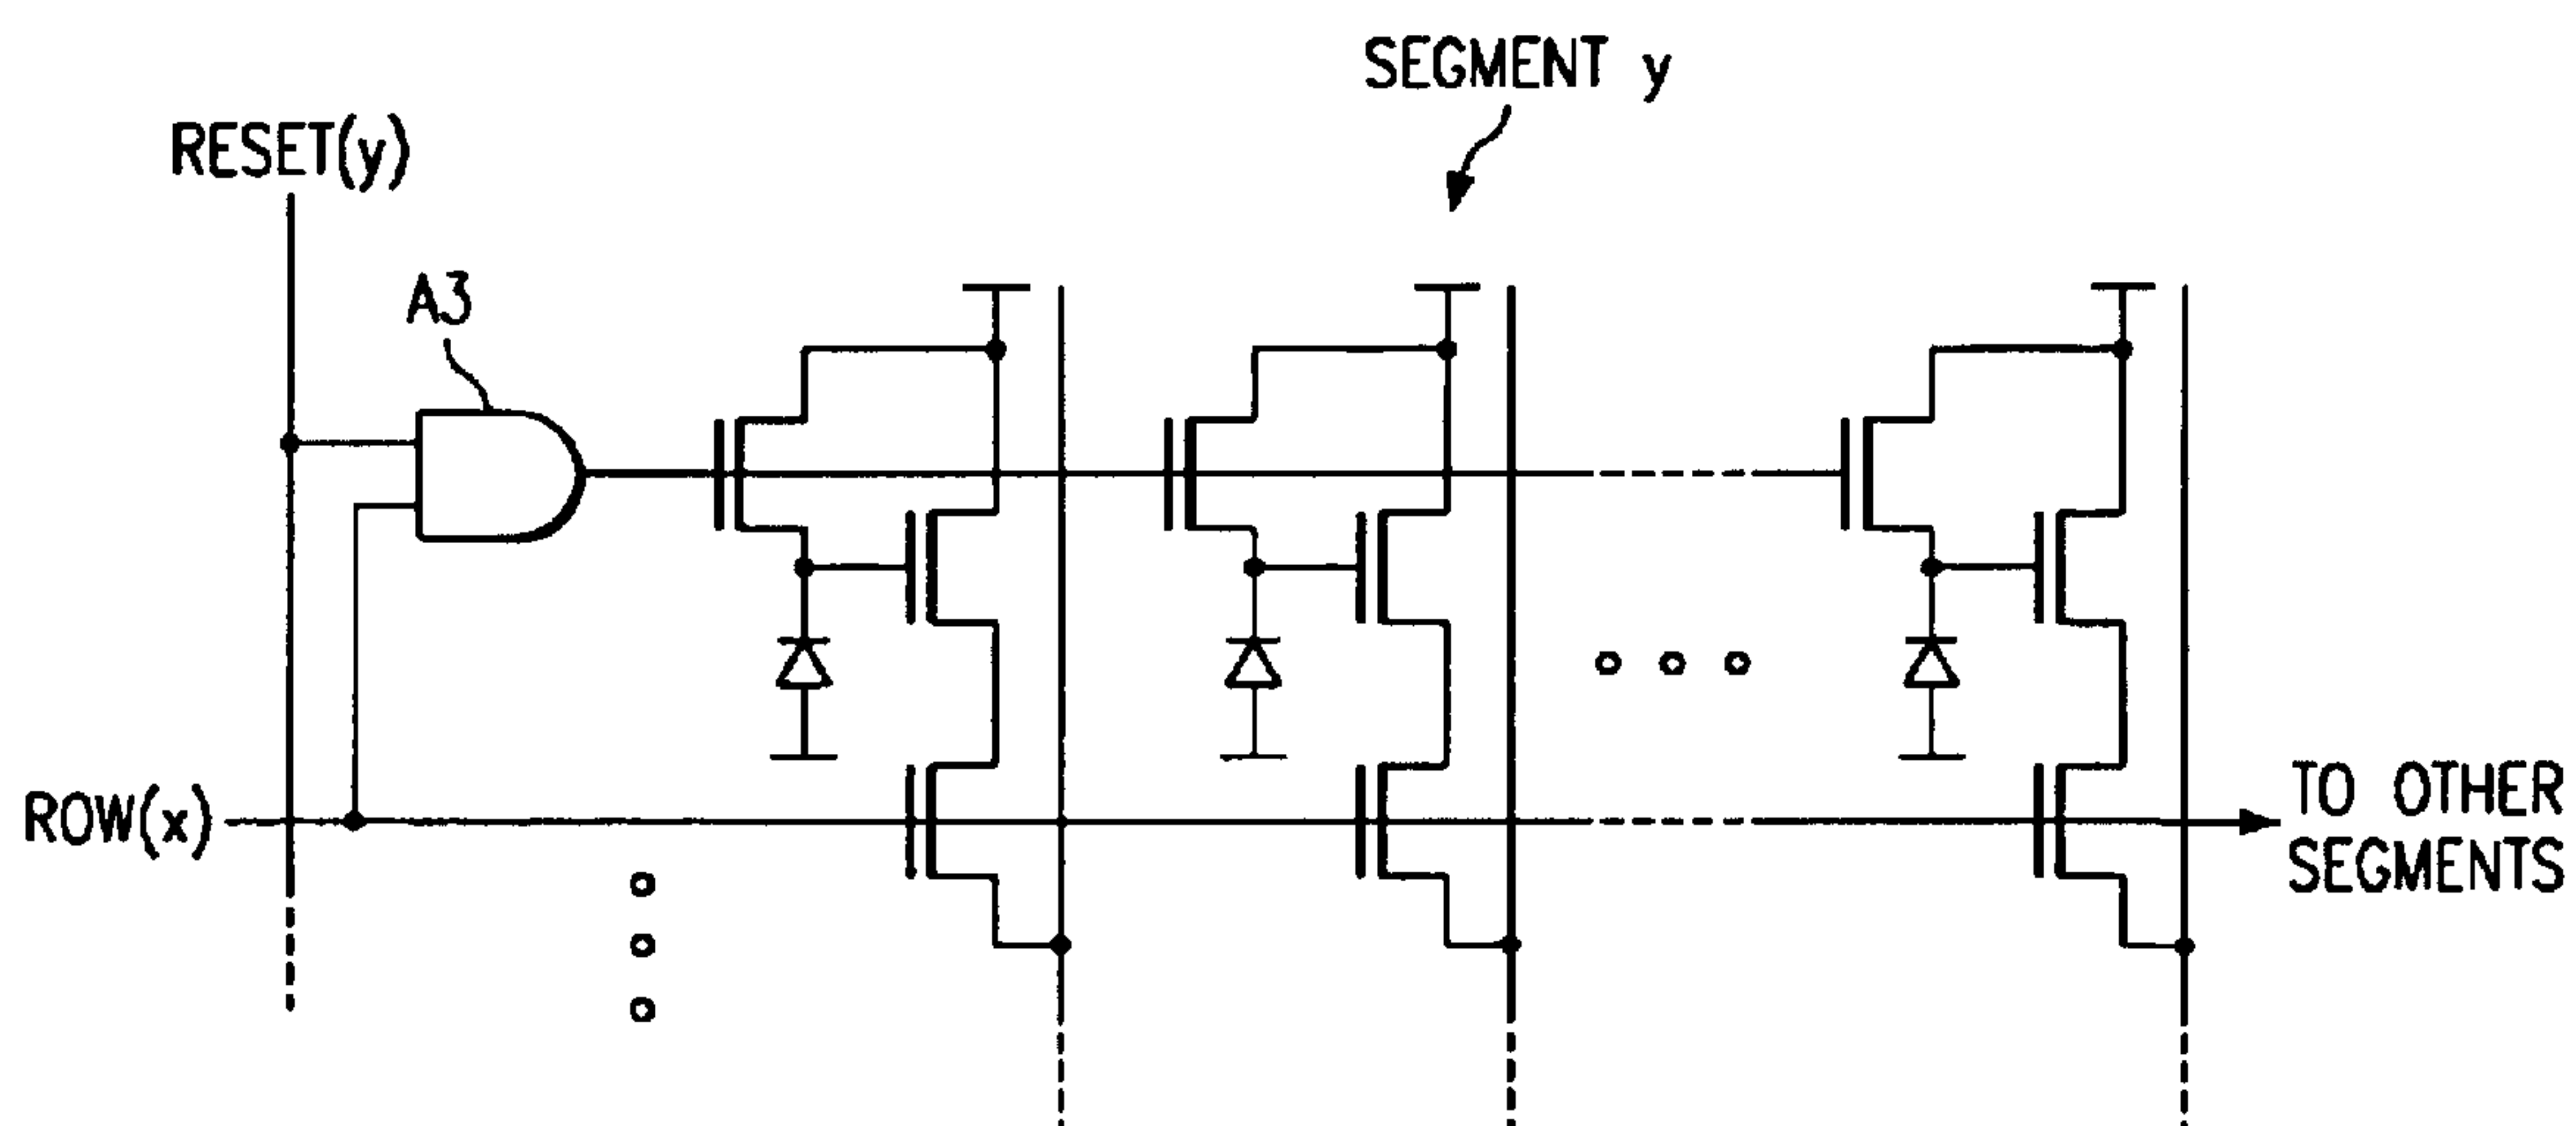 SEGMENT y
RESET(y)
A3
ROW(x)
TO OTHER
SEGMENTS